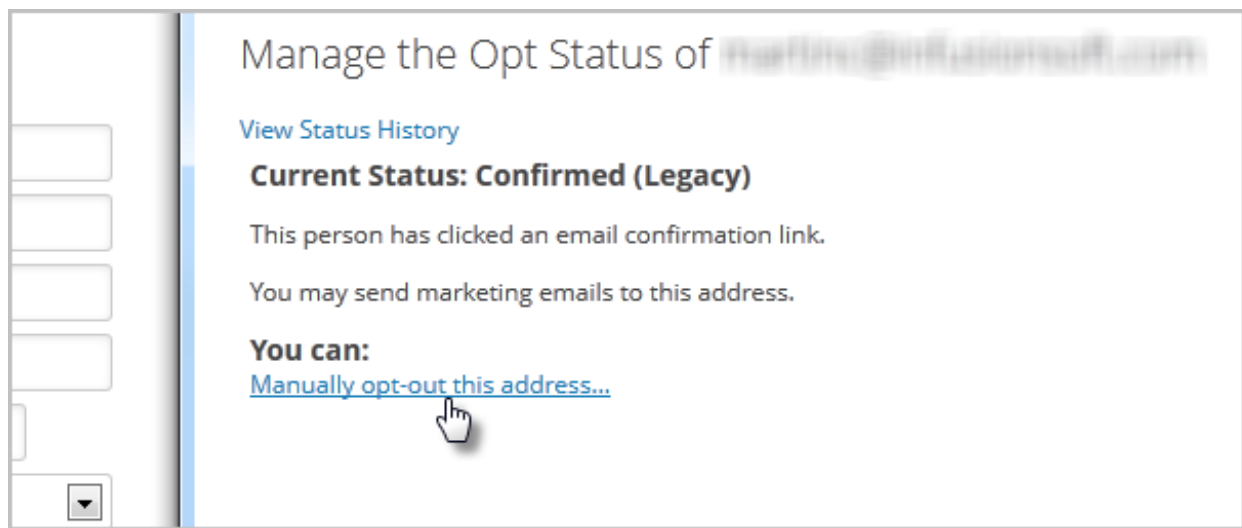 Manage the Opt Status of
View Status History
Current Status: Confirmed (Legacy)
This person has clicked an email confirmation link.
You may send marketing emails to this address.
You can:
Manually opt-out this address...